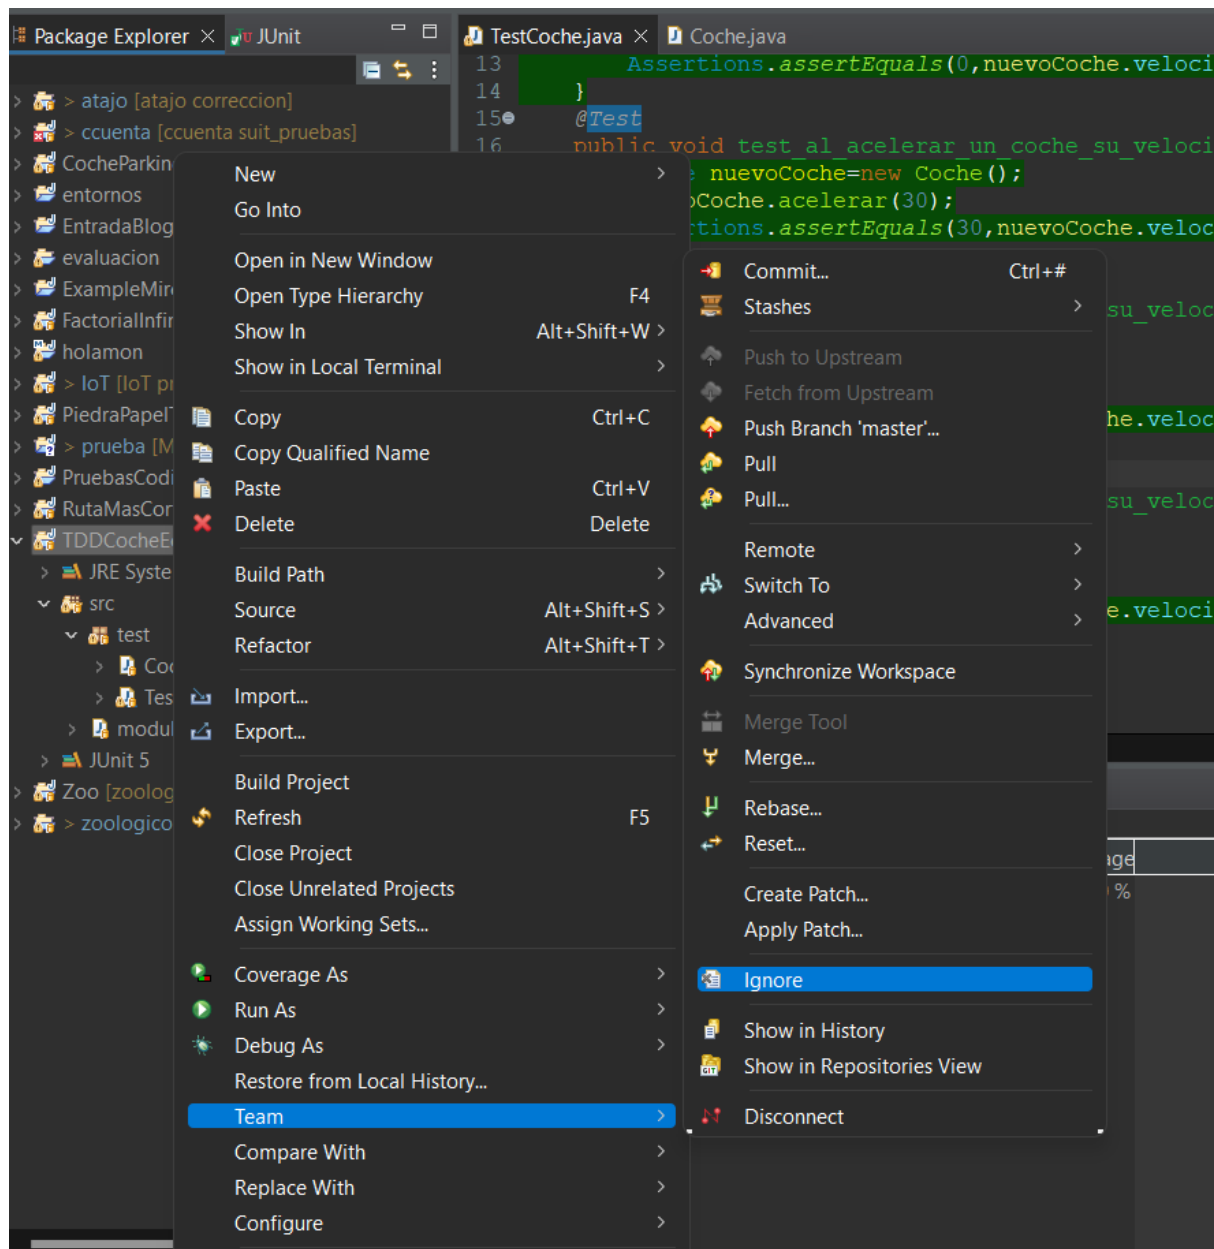 Package Explorer
JUnit
TestCoche.java
Coche.java
> atajo [atajo correccion]
> ccuenta [ccuenta suit_pruebas]
CocheParkin
entornos
EntradaBlog
evaluacion
ExampleMir
FactorialInfir
holamon
> IoT [IoT pr
PiedraPapelT
> prueba [M
PruebasCodi
RutaMasCor
TDDCocheE
JRE Syste
src
test
Coc
Tes
modul
JUnit 5
Zoo [zoolog
> zoologico
13 Assertions.assertEquals(0,nuevoCoche.veloci
14 }
15 @Test
16 public void test_al_acelerar_un_coche_su_veloci
nuevoCoche=new Coche();
oCoche.acelerar(30);
rtions.assertEquals(30,nuevoCoche.veloc
su_veloc
he.veloc
su_veloc
e.veloci
age
%
New
Go Into
Open in New Window
Open Type Hierarchy F4
Show In Alt+Shift+W >
Show in Local Terminal
Copy Ctrl+C
Copy Qualified Name
Paste Ctrl+V
Delete Delete
Build Path
Source Alt+Shift+S >
Refactor Alt+Shift+T >
Import...
Export...
Build Project
Refresh F5
Close Project
Close Unrelated Projects
Assign Working Sets...
Coverage As
Run As
Debug As
Restore from Local History...
Team
Compare With
Replace With
Configure
Commit... Ctrl+#
Stashes
Push to Upstream
Fetch from Upstream
Push Branch 'master'...
Pull
Pull...
Remote
Switch To
Advanced
Synchronize Workspace
Merge Tool
Merge...
Rebase...
Reset...
Create Patch...
Apply Patch...
Ignore
Show in History
Show in Repositories View
Disconnect